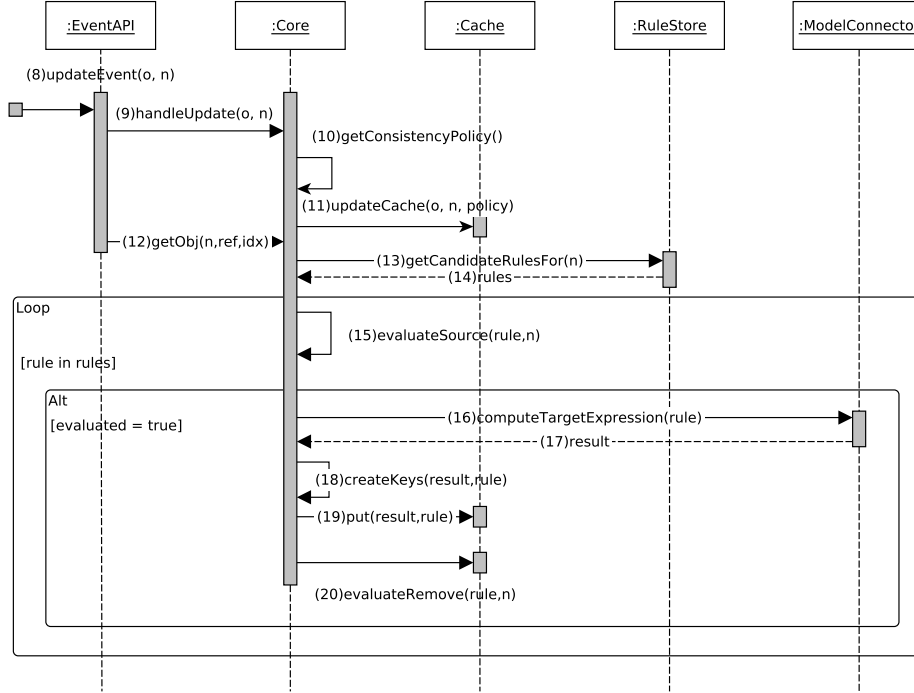 :EventAPI
:Core
:Cache
:RuleStore
:ModelConnecto
(8)updateEvent(o, n)
(9)handleUpdate(o, n)
(10)getConsistencyPolicy()
(11)updateCache(o, n, policy)
(12)getObj(n,ref,idx)
(13)getCandidateRulesFor(n)
(14)rules
Loop
(15)evaluateSource(rule,n)
[rule in rules]
Alt
(16)computeTargetExpression(rule)
[evaluated = true]
(17)result
(18)createKeys(result,rule)
(19)put(result,rule)
(20)evaluateRemove(rule,n)